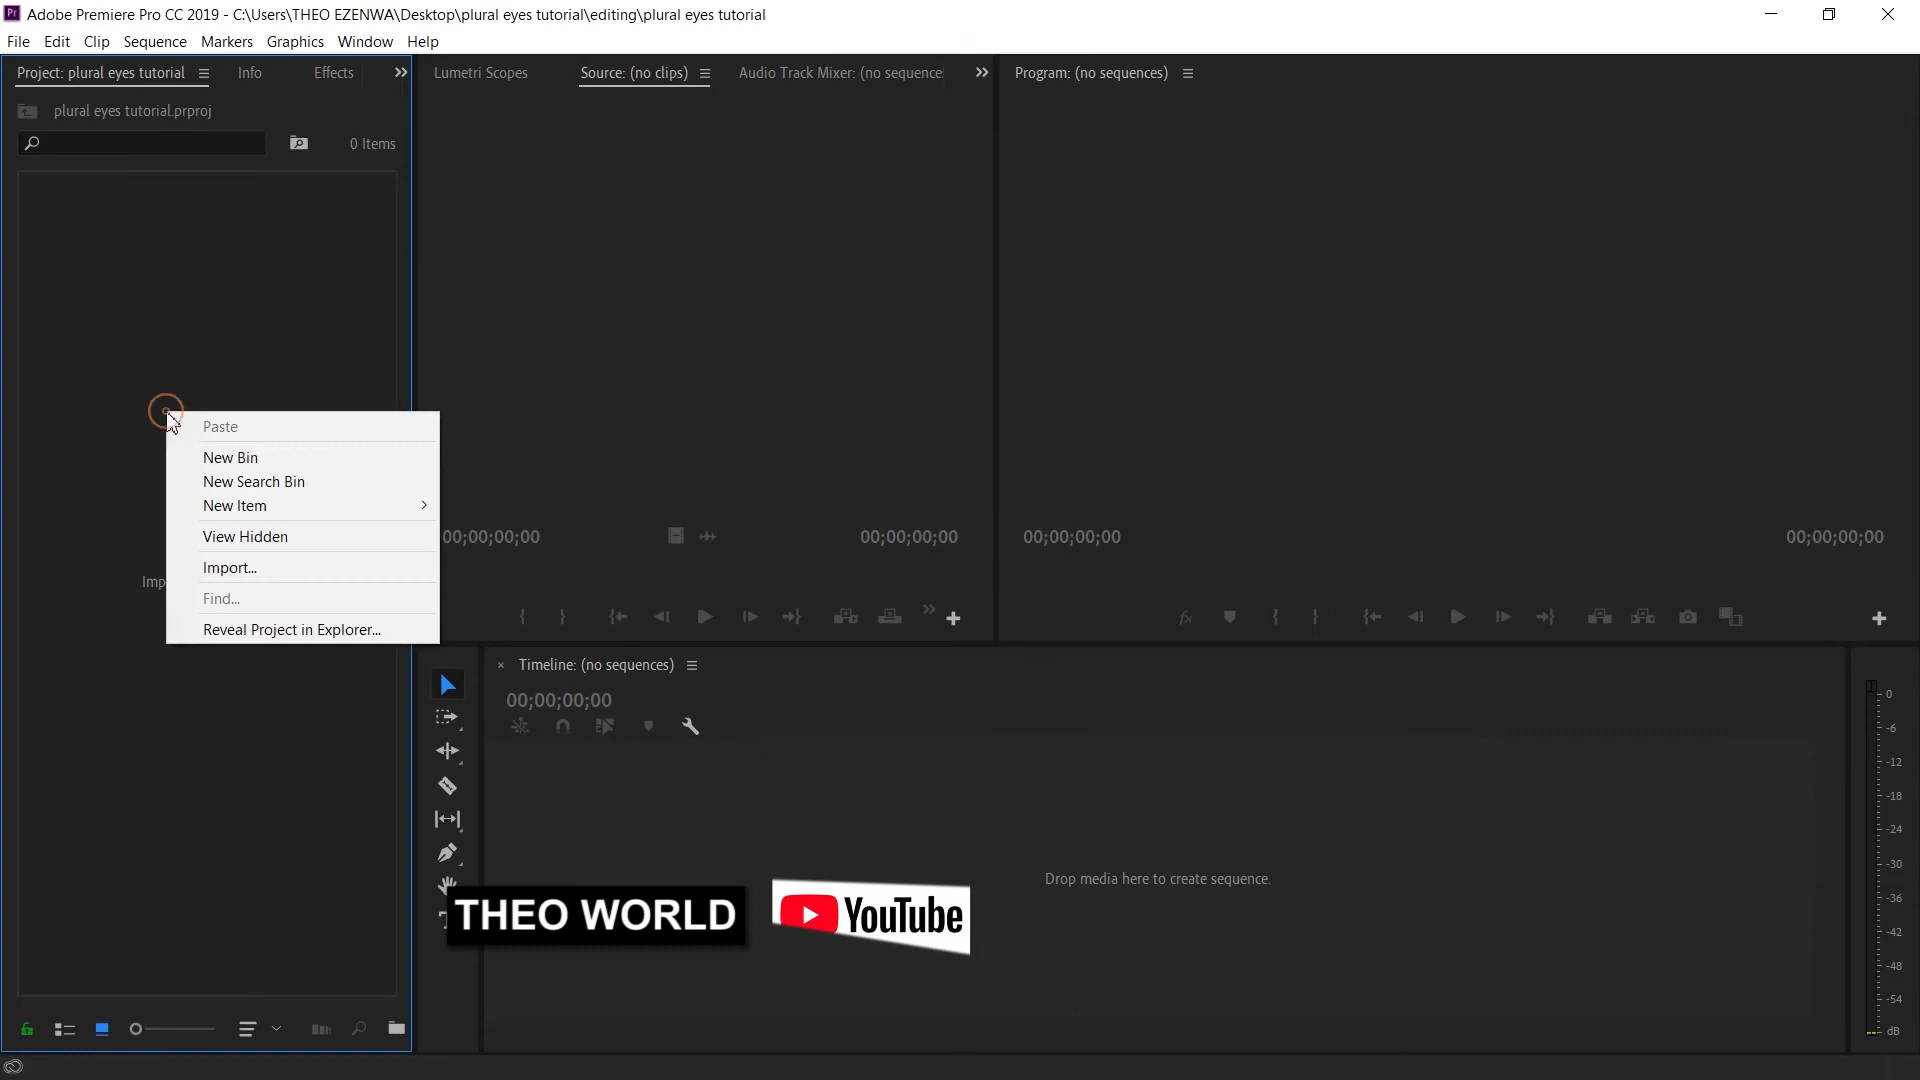 Adobe Premiere Pro CC 2019 - C:\Users\THEO EZENWA\Desktop\plural eyes tutorial\editing\plural eyes tutorial
File Edit Clip Sequence Markers Graphics Window Help
Project: plural eyes tutorial Info Effects
Lumetri Scopes Source: (no clips) Audio Track Mixer: (no sequence
Program: (no sequences)
plural eyes tutorial.prproj
0 Items
Paste
New Bin
New Search Bin
New Item
View Hidden
Import...
Find...
Reveal Project in Explorer...
Imp
00;00;00;00 00;00;00;00
00;00;00;00 00;00;00;00
Timeline: (no sequences)
00;00;00;00
Drop media here to create sequence.
THEO WORLD
YouTube
0
-6
-12
-18
-24
-30
-36
-42
-48
-54
dB